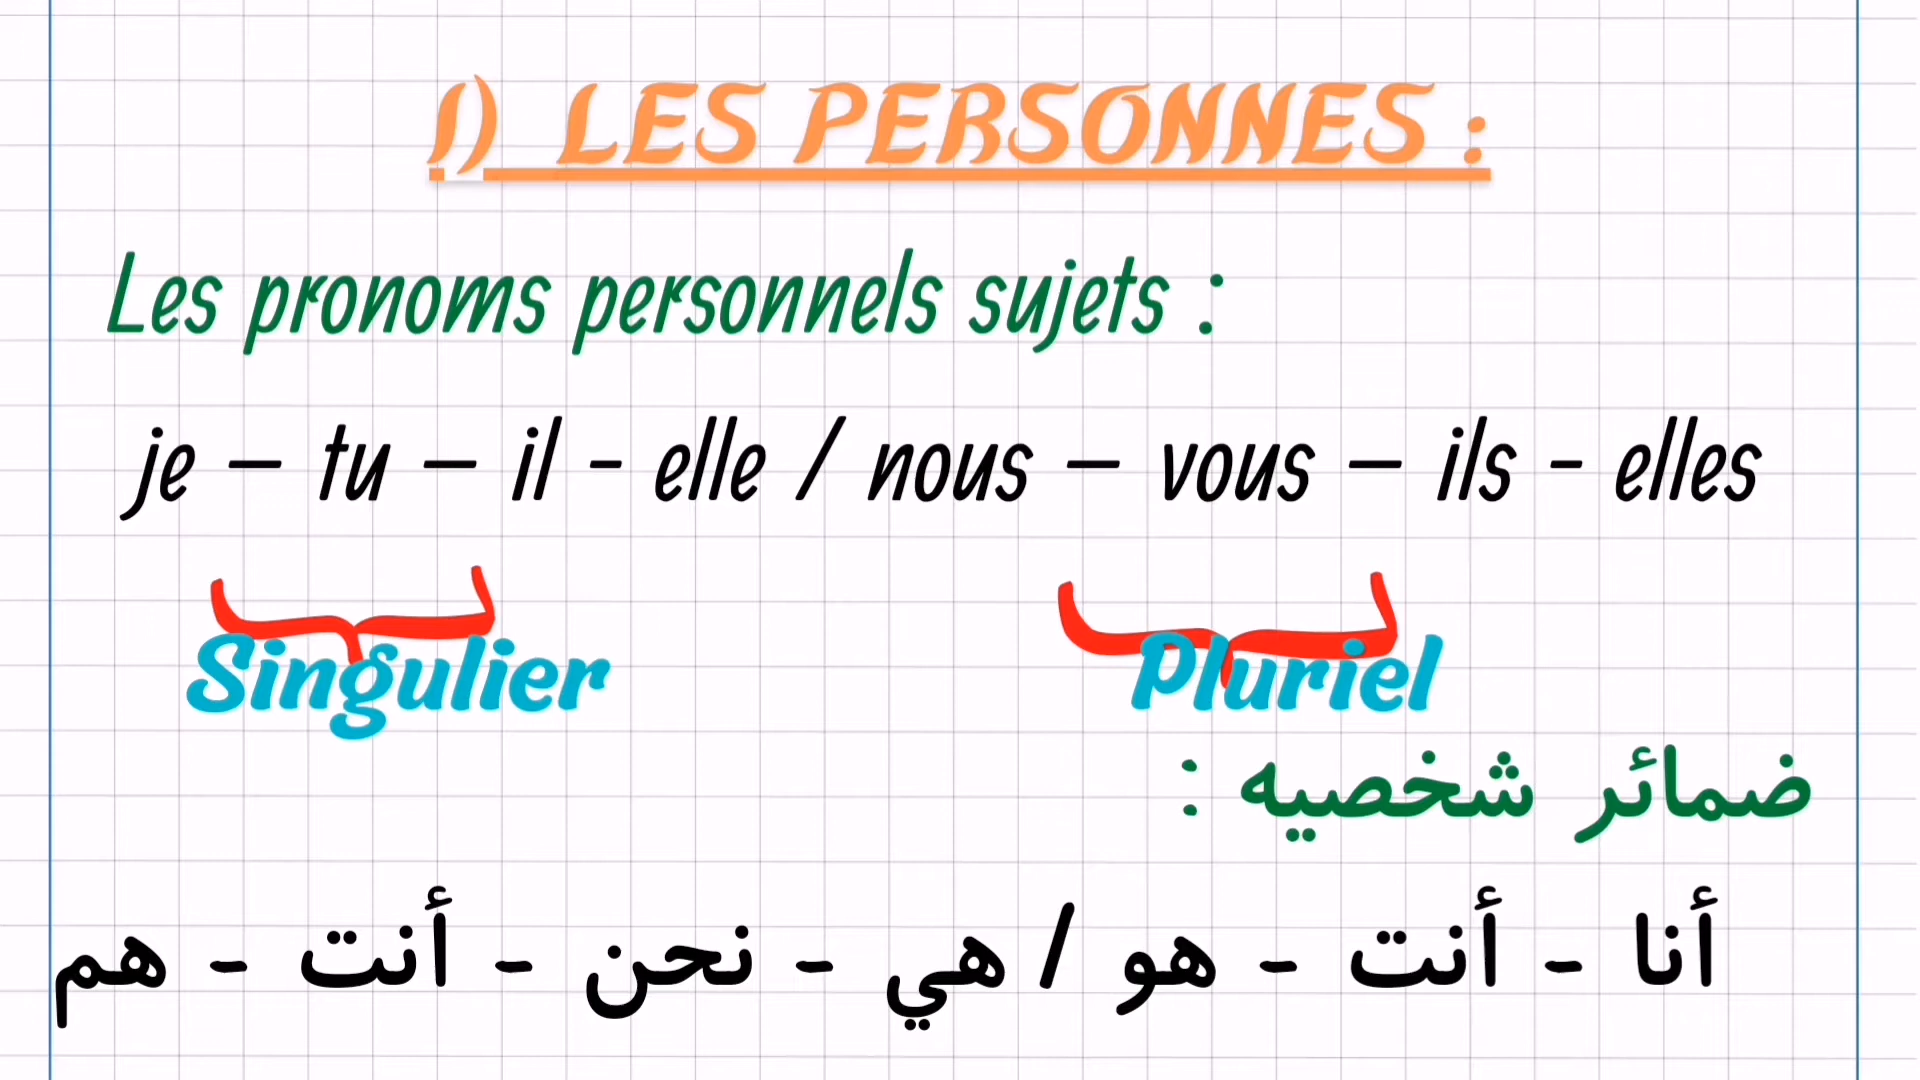 I) LES PERSONNES :
Les pronoms personnels sujets :
je – tu – il - elle / nous – vous – ils - elles
Singulier Pluriel
ضمائر شخصيه :
أنا - أنت - هو / هي - نحن - أنت - هم